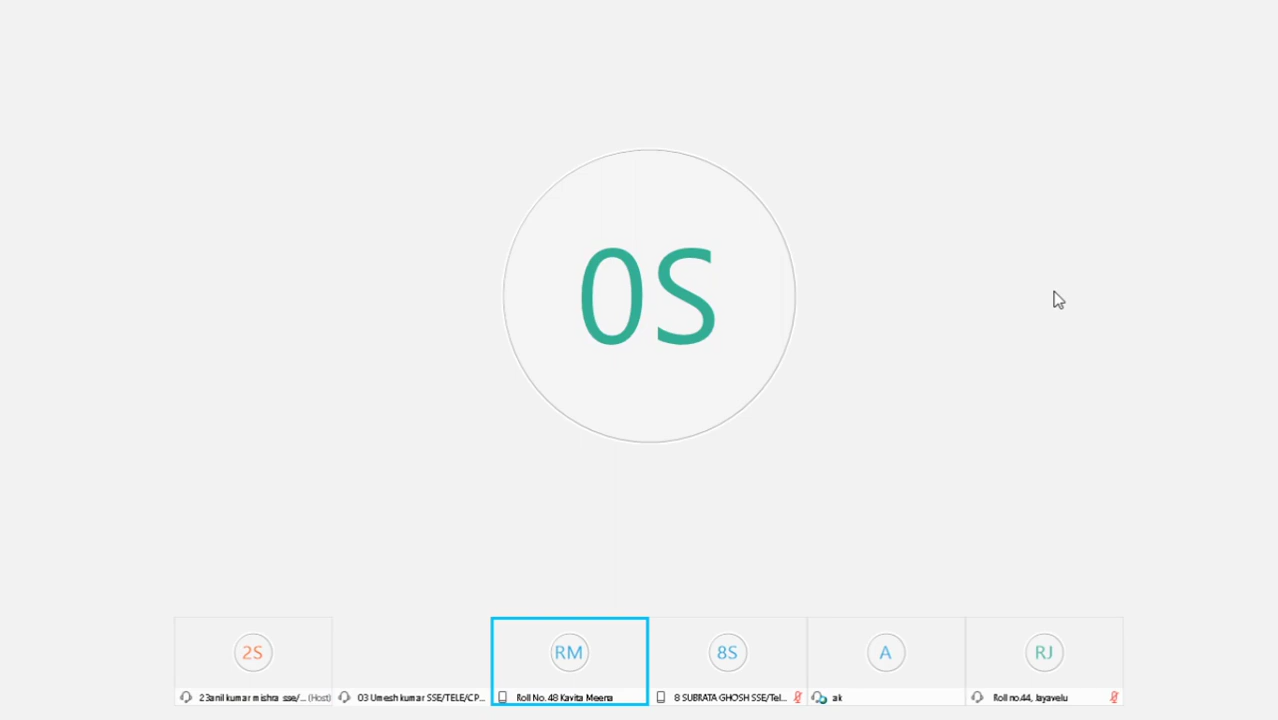 0S
2S
RM
8S
A
RJ
23anil kumar mishra sse/... (Host)
03 Umesh kumar SSE/TELE/CP...
Roll No. 48 Kavita Meena
8 SUBRATA GHOSH SSE/Tel...
ak
Roll no.44, Jayavelu